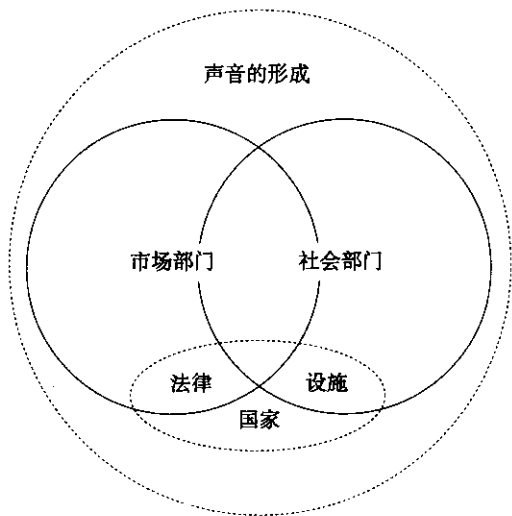 声音的形成
市场部门
社会部门
法律
设施
国家